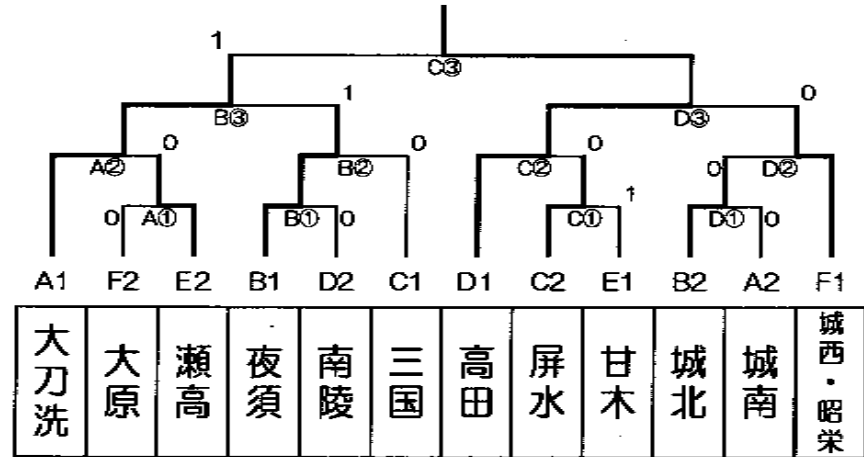 1
C③
1
0
B③
D③
0
0
0
A②
B②
C②
D②
0
A①
B①
0
C①
1
D①
0
A1 F2 E2 B1 D2 C1 D1 C2 E1 B2 A2 F1
大刀洗 大原 瀬高 夜須 南陵 三国 高田 屏水 甘木 城北 城南 城西・昭栄